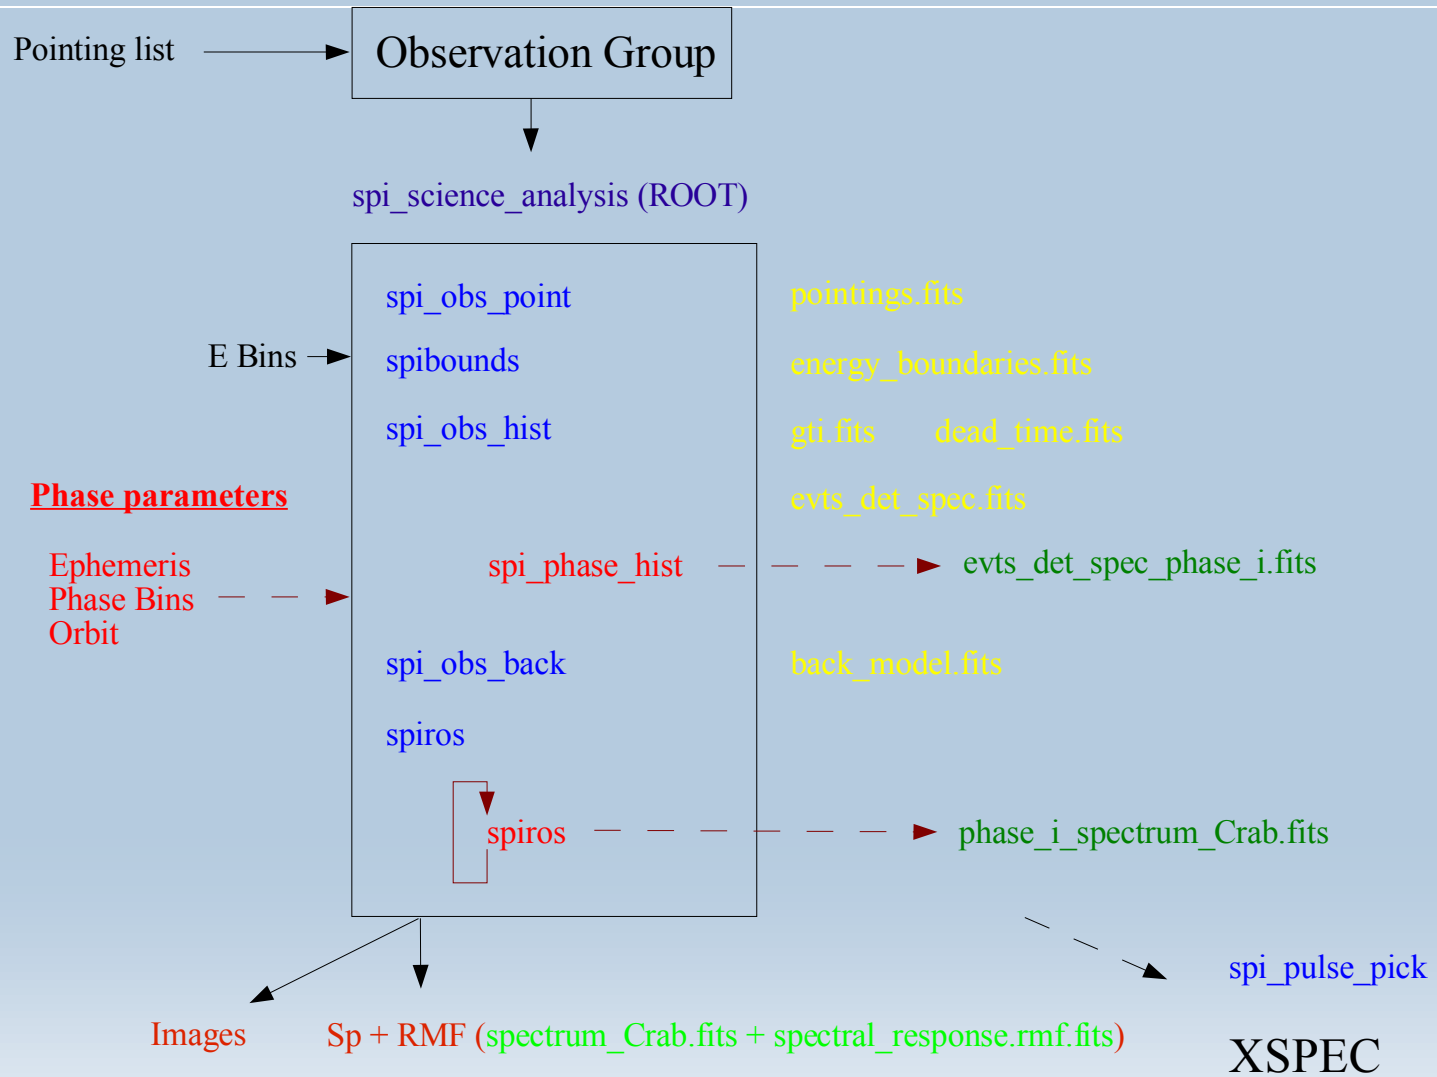 Pointing list
Observation Group
spi_science_analysis (ROOT)
spi_obs_point
pointings.fits
E Bins
spibounds
energy_boundaries.fits
spi_obs_hist
gti.fits dead_time.fits
Phase parameters
evts_det_spec.fits
Ephemeris
Phase Bins
Orbit
spi_phase_hist
evts_det_spec_phase_i.fits
spi_obs_back
back_model.fits
spiros
spiros
phase_i_spectrum_Crab.fits
spi_pulse_pick
Images
Sp + RMF (spectrum_Crab.fits + spectral_response.rmf.fits)
XSPEC